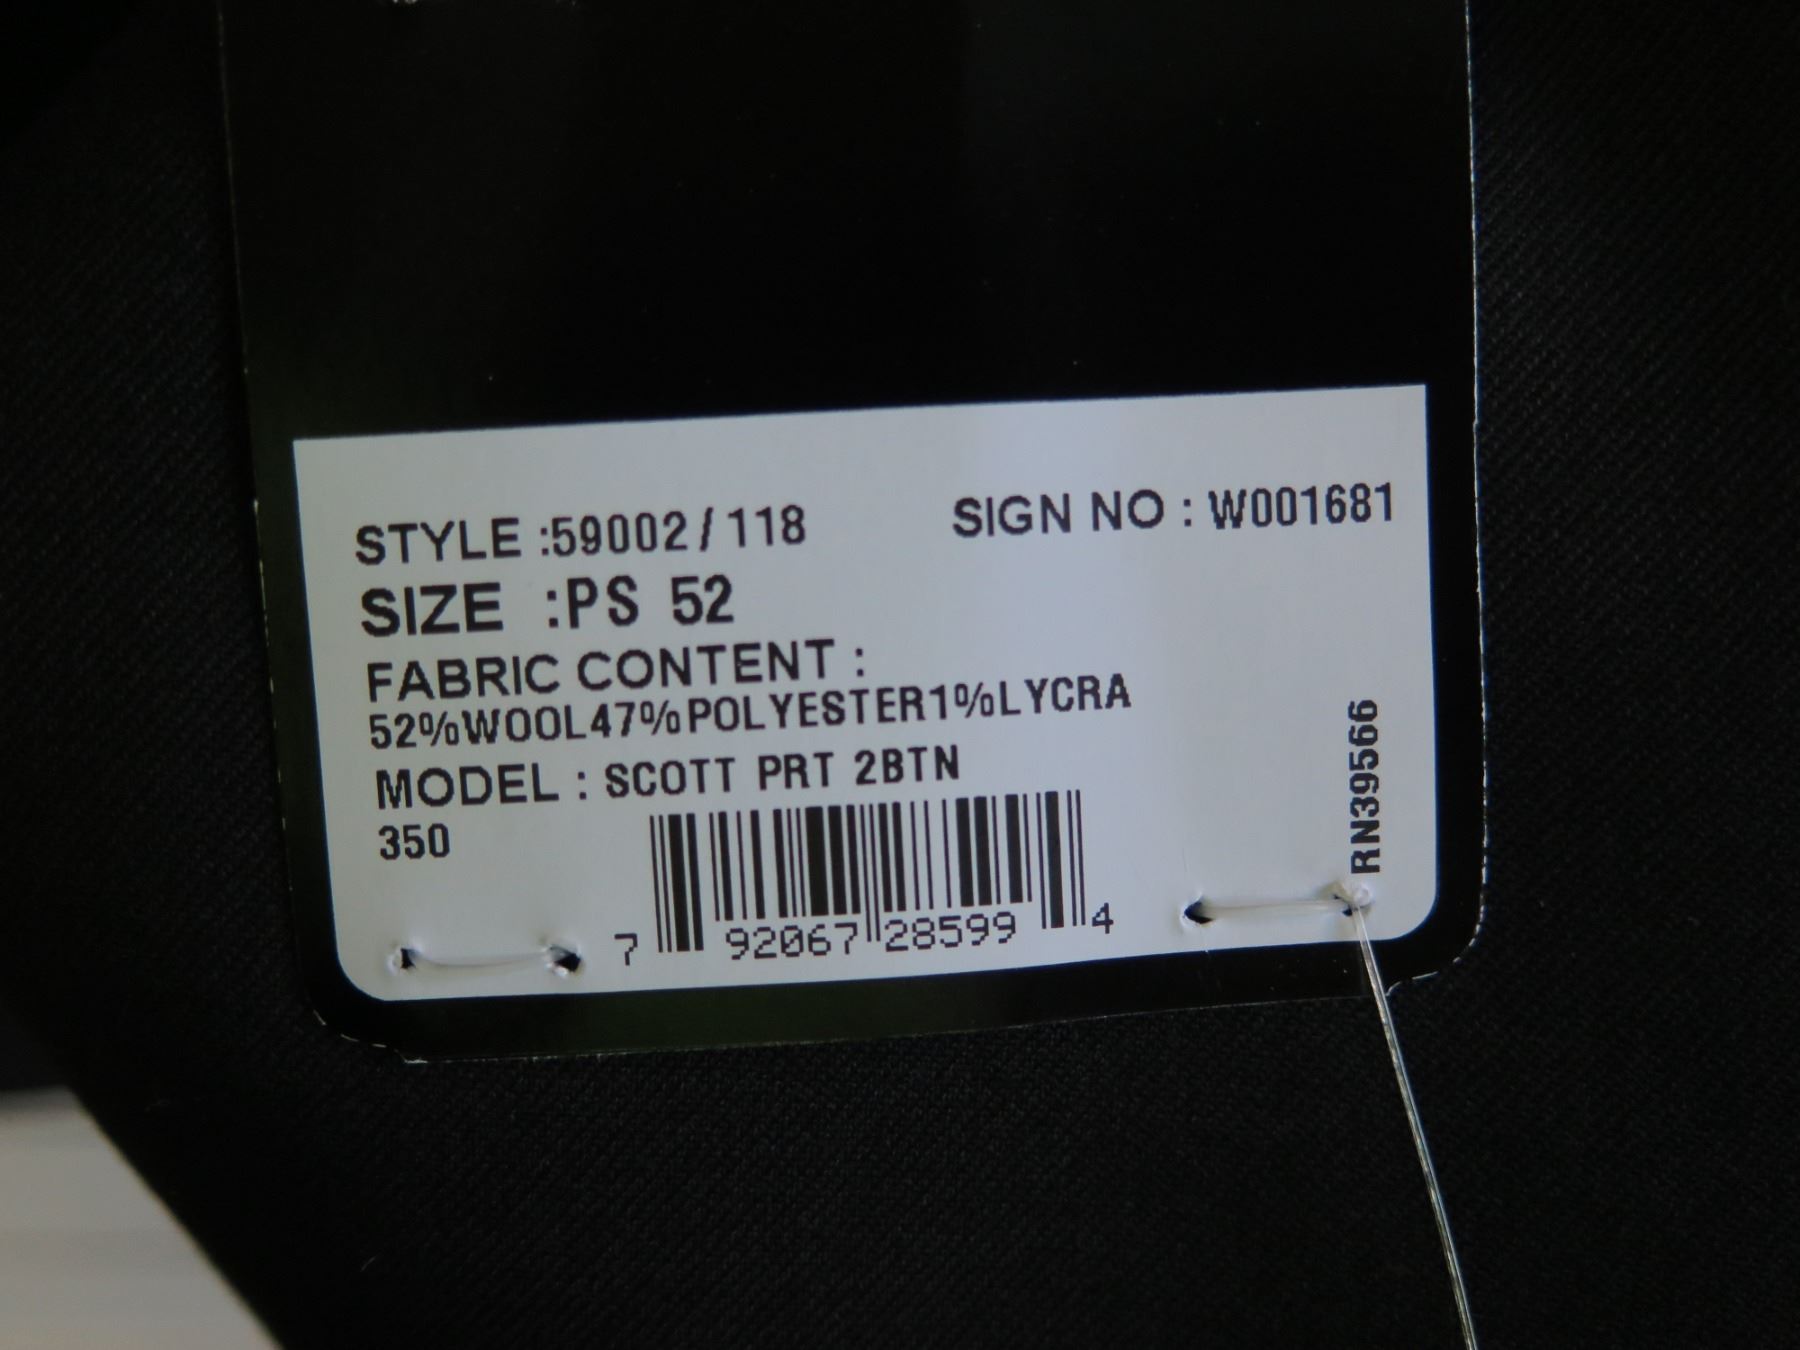 STYLE :59002/118 SIGN NO : W001681
SIZE :PS 52
FABRIC CONTENT :
52%WOOL47%POLYESTER1%LYCRA
MODEL : SCOTT PRT 2BTN
350
7 92067 28599 4
RN39566